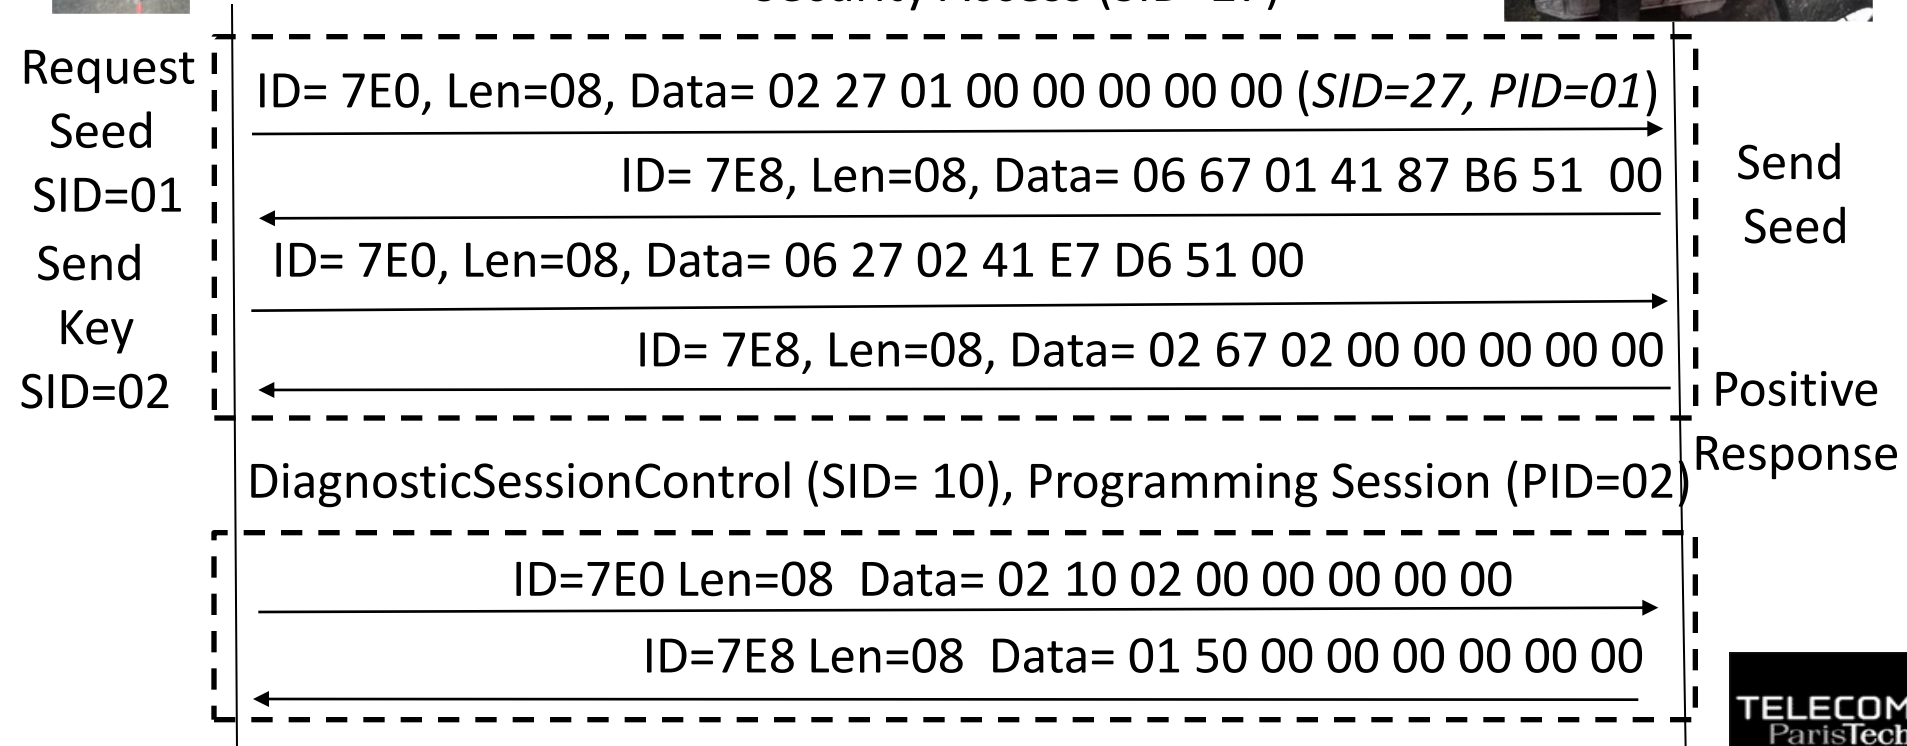 Security Access (SID=27)
Request
Seed
SID=01
Send
Key
SID=02
ID= 7E0, Len=08, Data= 02 27 01 00 00 00 00 00 (SID=27, PID=01)
ID= 7E8, Len=08, Data= 06 67 01 41 87 B6 51 00
ID= 7E0, Len=08, Data= 06 27 02 41 E7 D6 51 00
ID= 7E8, Len=08, Data= 02 67 02 00 00 00 00 00
Send
Seed
Positive
Response
DiagnosticSessionControl (SID= 10), Programming Session (PID=02)
ID=7E0 Len=08 Data= 02 10 02 00 00 00 00 00
ID=7E8 Len=08 Data= 01 50 00 00 00 00 00 00
TELECOM
ParisTech